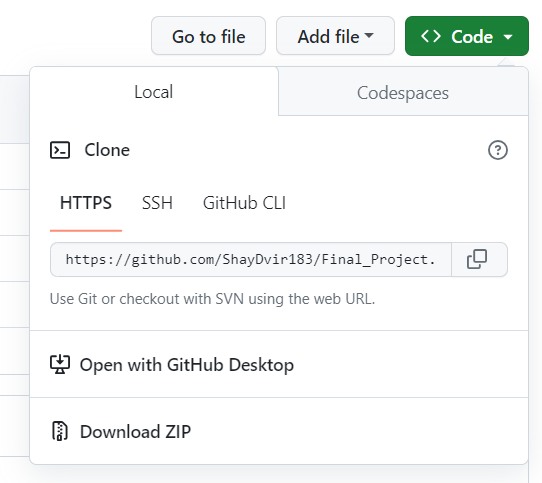 Go to file Add file Code
Local Codespaces
Clone
HTTPS SSH GitHub CLI
https://github.com/ShayDvir183/Final_Project.
Use Git or checkout with SVN using the web URL.
Open with GitHub Desktop
Download ZIP